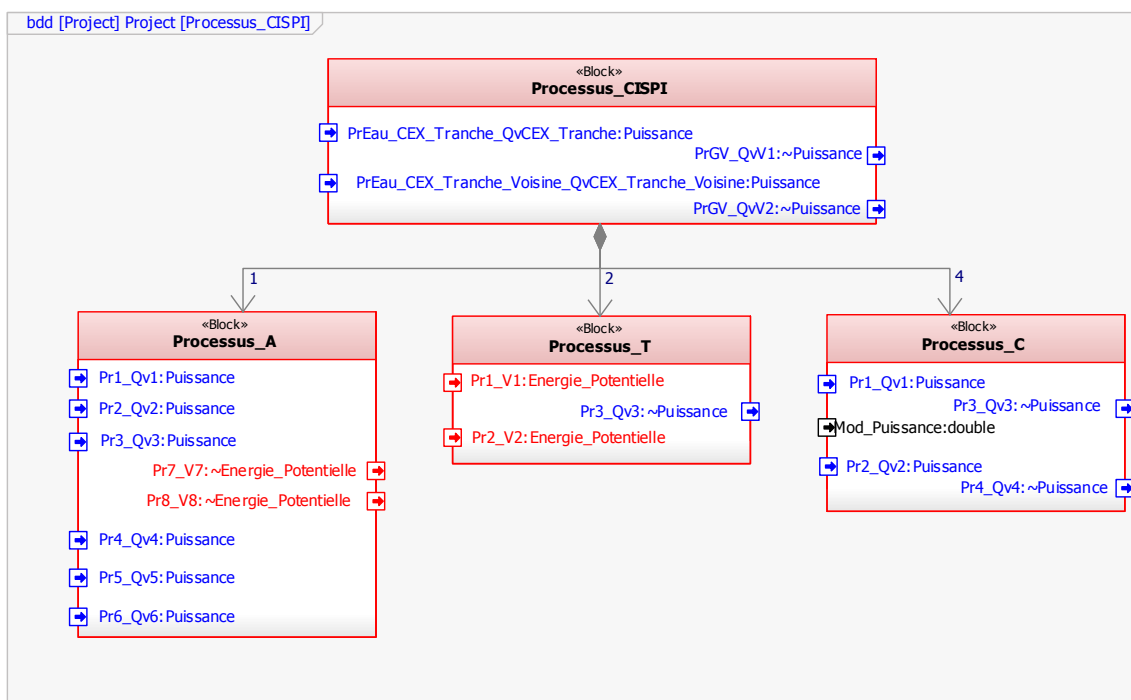 bdd [Project] Project [Processus_CISPI]
«Block»
Processus_CISPI
PrEau_CEX_Tranche_QvCEX_Tranche:Puissance
PrGV_QvV1:~Puissance
PrEau_CEX_Tranche_Voisine_QvCEX_Tranche_Voisine:Puissance
PrGV_QvV2:~Puissance
1
2
4
«Block»
Processus_A
Pr1_Qv1:Puissance
Pr2_Qv2:Puissance
Pr3_Qv3:Puissance
Pr7_V7:~Energie_Potentielle
Pr8_V8:~Energie_Potentielle
Pr4_Qv4:Puissance
Pr5_Qv5:Puissance
Pr6_Qv6:Puissance
«Block»
Processus_T
Pr1_V1:Energie_Potentielle
Pr3_Qv3:~Puissance
Pr2_V2:Energie_Potentielle
«Block»
Processus_C
Pr1_Qv1:Puissance
Pr3_Qv3:~Puissance
Mod_Puissance:double
Pr2_Qv2:Puissance
Pr4_Qv4:~Puissance